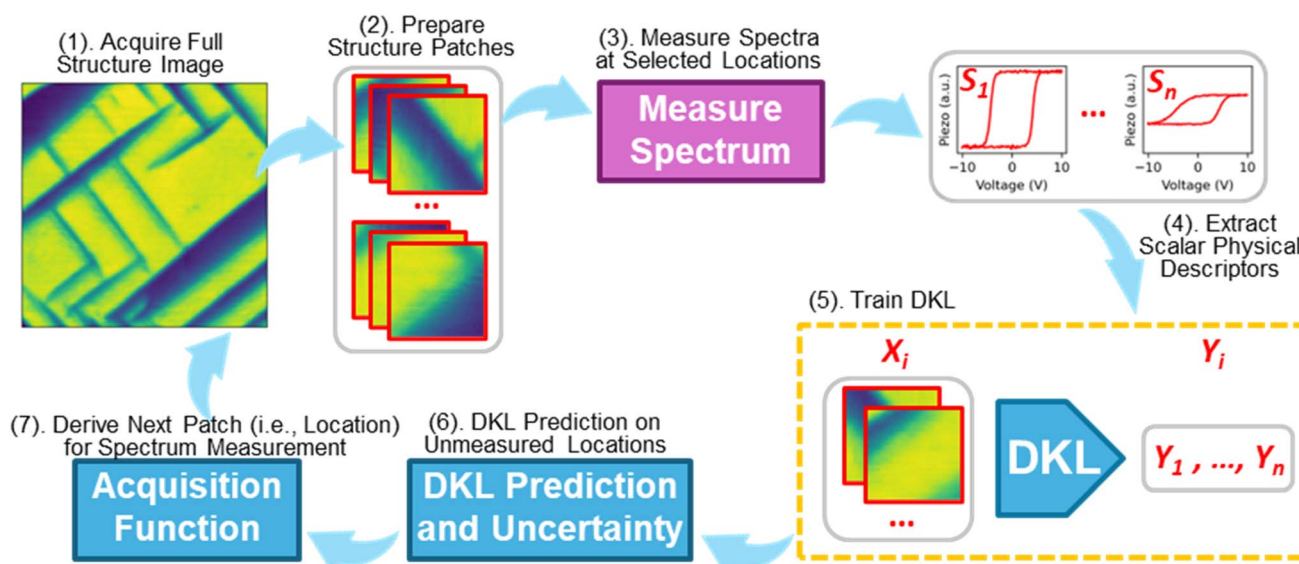 (1). Acquire Full
Structure Image
(2). Prepare
Structure Patches
...
...
(3). Measure Spectra
at Selected Locations
Measure
Spectrum
S1
Piezo (a.u.)
−10 0 10
Voltage (V)
...
Sn
Piezo (a.u.)
−10 0 10
Voltage (V)
(4). Extract
Scalar Physical
Descriptors
(5). Train DKL
Xi
Yi
...
DKL
Y1 , ..., Yn
(6). DKL Prediction on
Unmeasured Locations
DKL Prediction
and Uncertainty
(7). Derive Next Patch (i.e., Location)
for Spectrum Measurement
Acquisition
Function